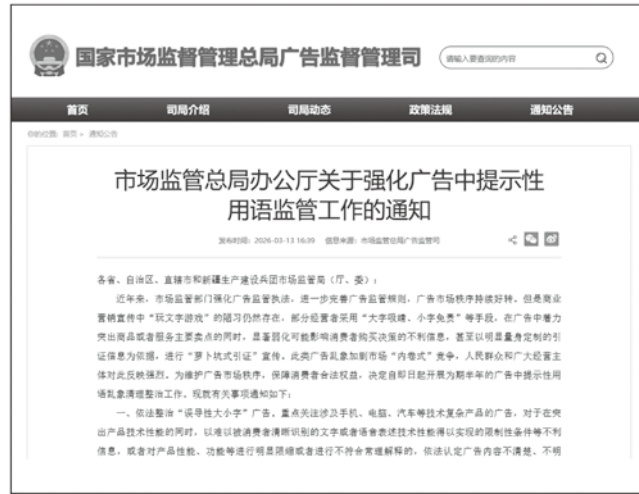 国家市场监督管理总局广告监督管理司
请输入要查询的内容
首页 司局介绍 司局动态 政策法规 通知公告
你的位置: 首页 > 通知公告
市场监管总局办公厅关于强化广告中提示性
用语监管工作的通知
发布时间: 2026-03-13 16:39 信息来源: 市场监管总局广告监管司
各省、自治区、直辖市和新疆生产建设兵团市场监管局（厅、委）：
近年来，市场监管部门强化广告监管执法，进一步完善广告监管规则，广告市场秩序持续好转。但是商业
营销宣传中“玩文字游戏”的陋习仍然存在，部分经营者采用“大字吸睛、小字免责”等手段，在广告中着力
突出商品或者服务主要卖点的同时，显著弱化可能影响消费者购买决策的不利信息，甚至以明显量身定制的引
证信息为依据，进行“萝卜坑式引证”宣传。此类广告乱象加剧市场“内卷式”竞争，人民群众和广大经营主
体对此反映强烈。为维护广告市场秩序，保障消费者合法权益，决定自即日起开展为期半年的广告中提示性用
语乱象清理整治工作。现就有关事项通知如下：
一、依法整治“误导性大小字”广告。重点关注涉及手机、电脑、汽车等技术复杂产品的广告，对于在突
出产品技术性能的同时，以难以被消费者清晰识别的文字或者语音表述技术性能得以实现的限制性条件等不利
信息，或者对产品性能、功能等进行明显限缩或者进行不符合常理解释的，依法认定广告内容不清楚、不明